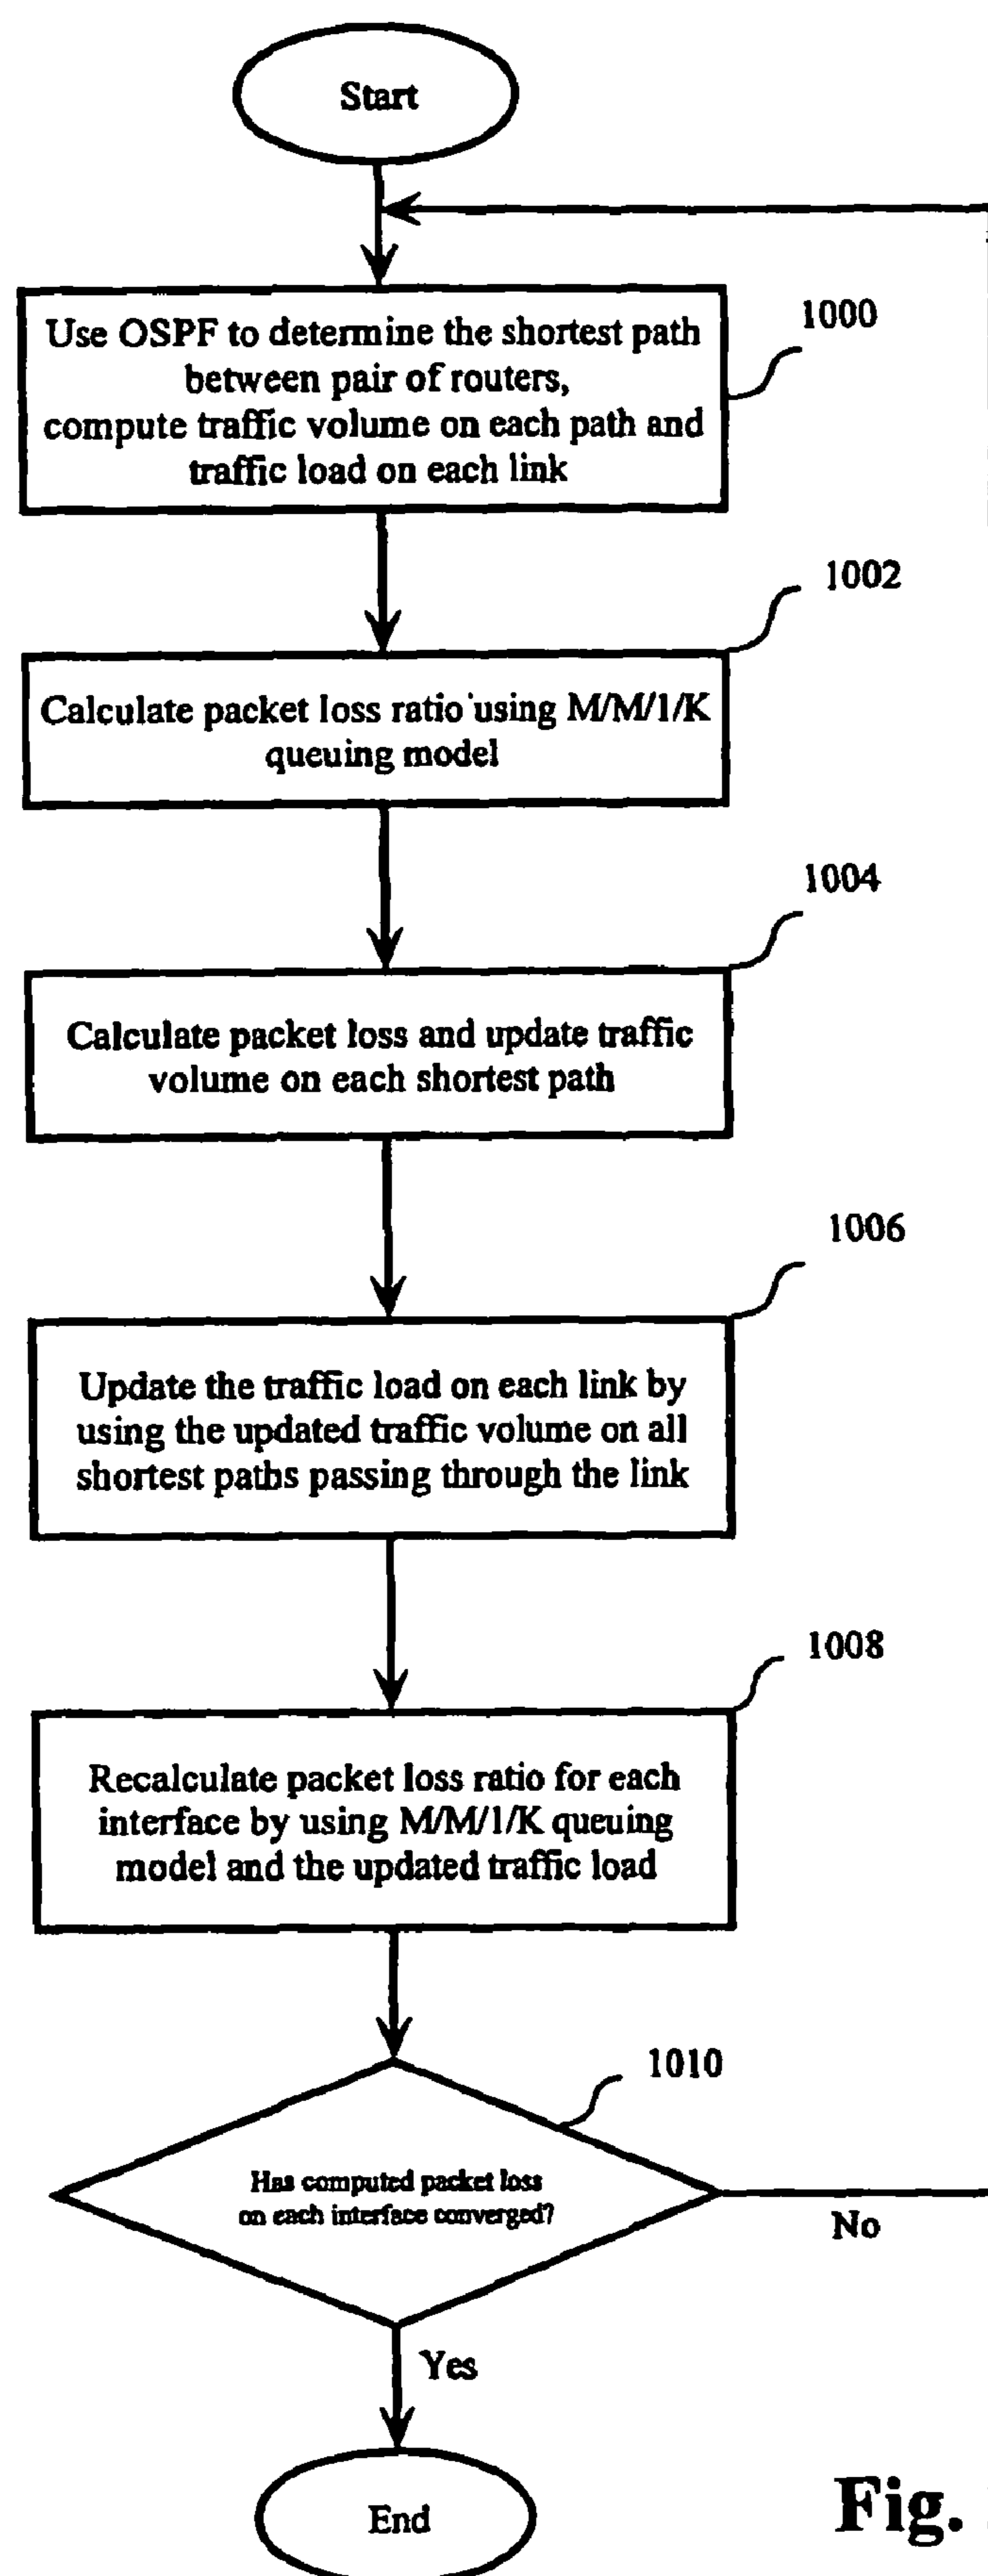 Start
Use OSPF to determine the shortest path
between pair of routers,
compute traffic volume on each path and
traffic load on each link
1000
1002
Calculate packet loss ratio using M/M/1/K
queuing model
1004
Calculate packet loss and update traffic
volume on each shortest path
1006
Update the traffic load on each link by
using the updated traffic volume on all
shortest paths passing through the link
1008
Recalculate packet loss ratio for each
interface by using M/M/1/K queuing
model and the updated traffic load
1010
Has computed packet loss
on each interface converged?
No
Yes
End
Fig.